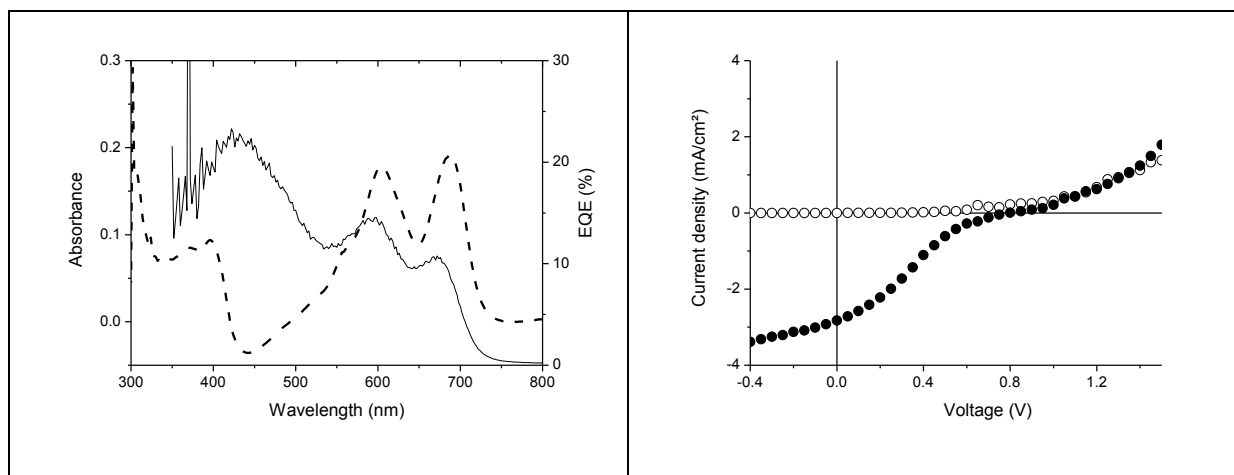 0.3
0.2
0.1
0.0
Absorbance
30
20
10
0
EQE (%)
300 400 500 600 700 800
Wavelength (nm)
4
2
0
-2
-4
Current density (mA/cm²)
-0.4 0.0 0.4 0.8 1.2
Voltage (V)